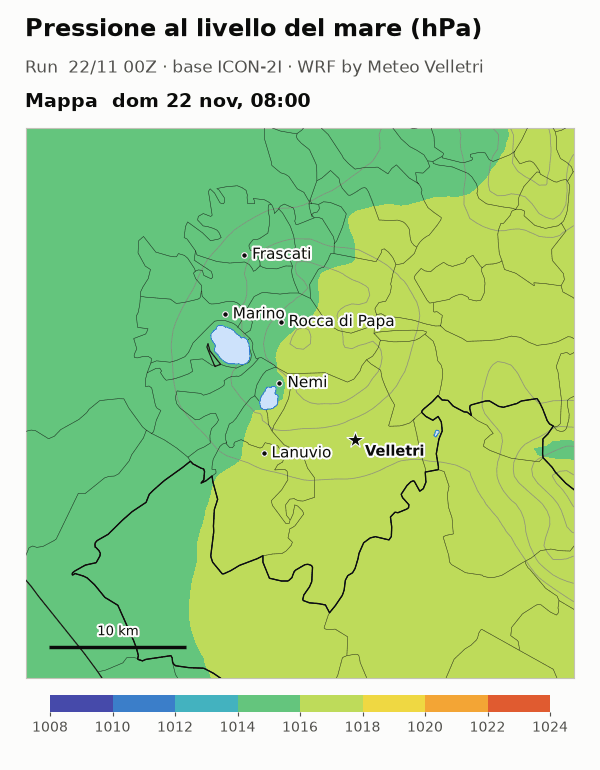 Pressione al livello del mare (hPa)
Run  22/11 00Z · base ICON-2I · WRF by Meteo Velletri
Mappa  dom 22 nov, 08:00
Frascati
Marino
Rocca di Papa
Nemi
Velletri
Lanuvio
10 km
1008 1010 1012 1014 1016 1018 1020 1022 1024